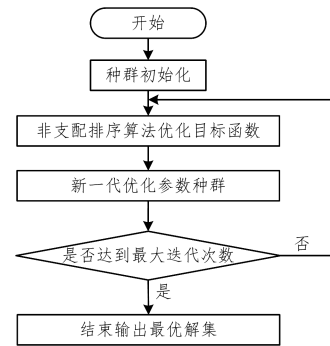 开始
种群初始化
非支配排序算法优化目标函数
新一代优化参数种群
是否达到最大迭代次数
否
是
结束输出最优解集